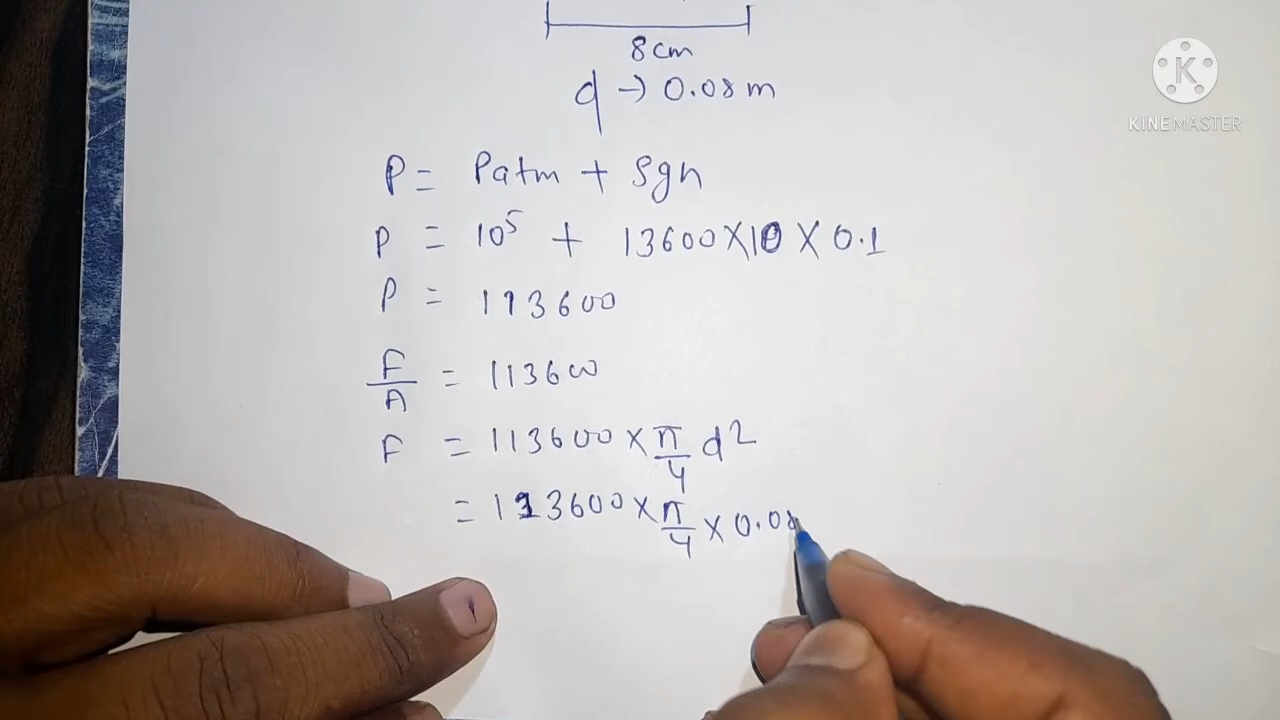 8cm
d → 0.08m
KINEMASTER
P = Patm + ρgh
P = 10⁵ + 13600×10 × 0.1
P = 113600
F/A = 113600
F = 113600 × π/4 d²
= 113600 × π/4 × 0.08